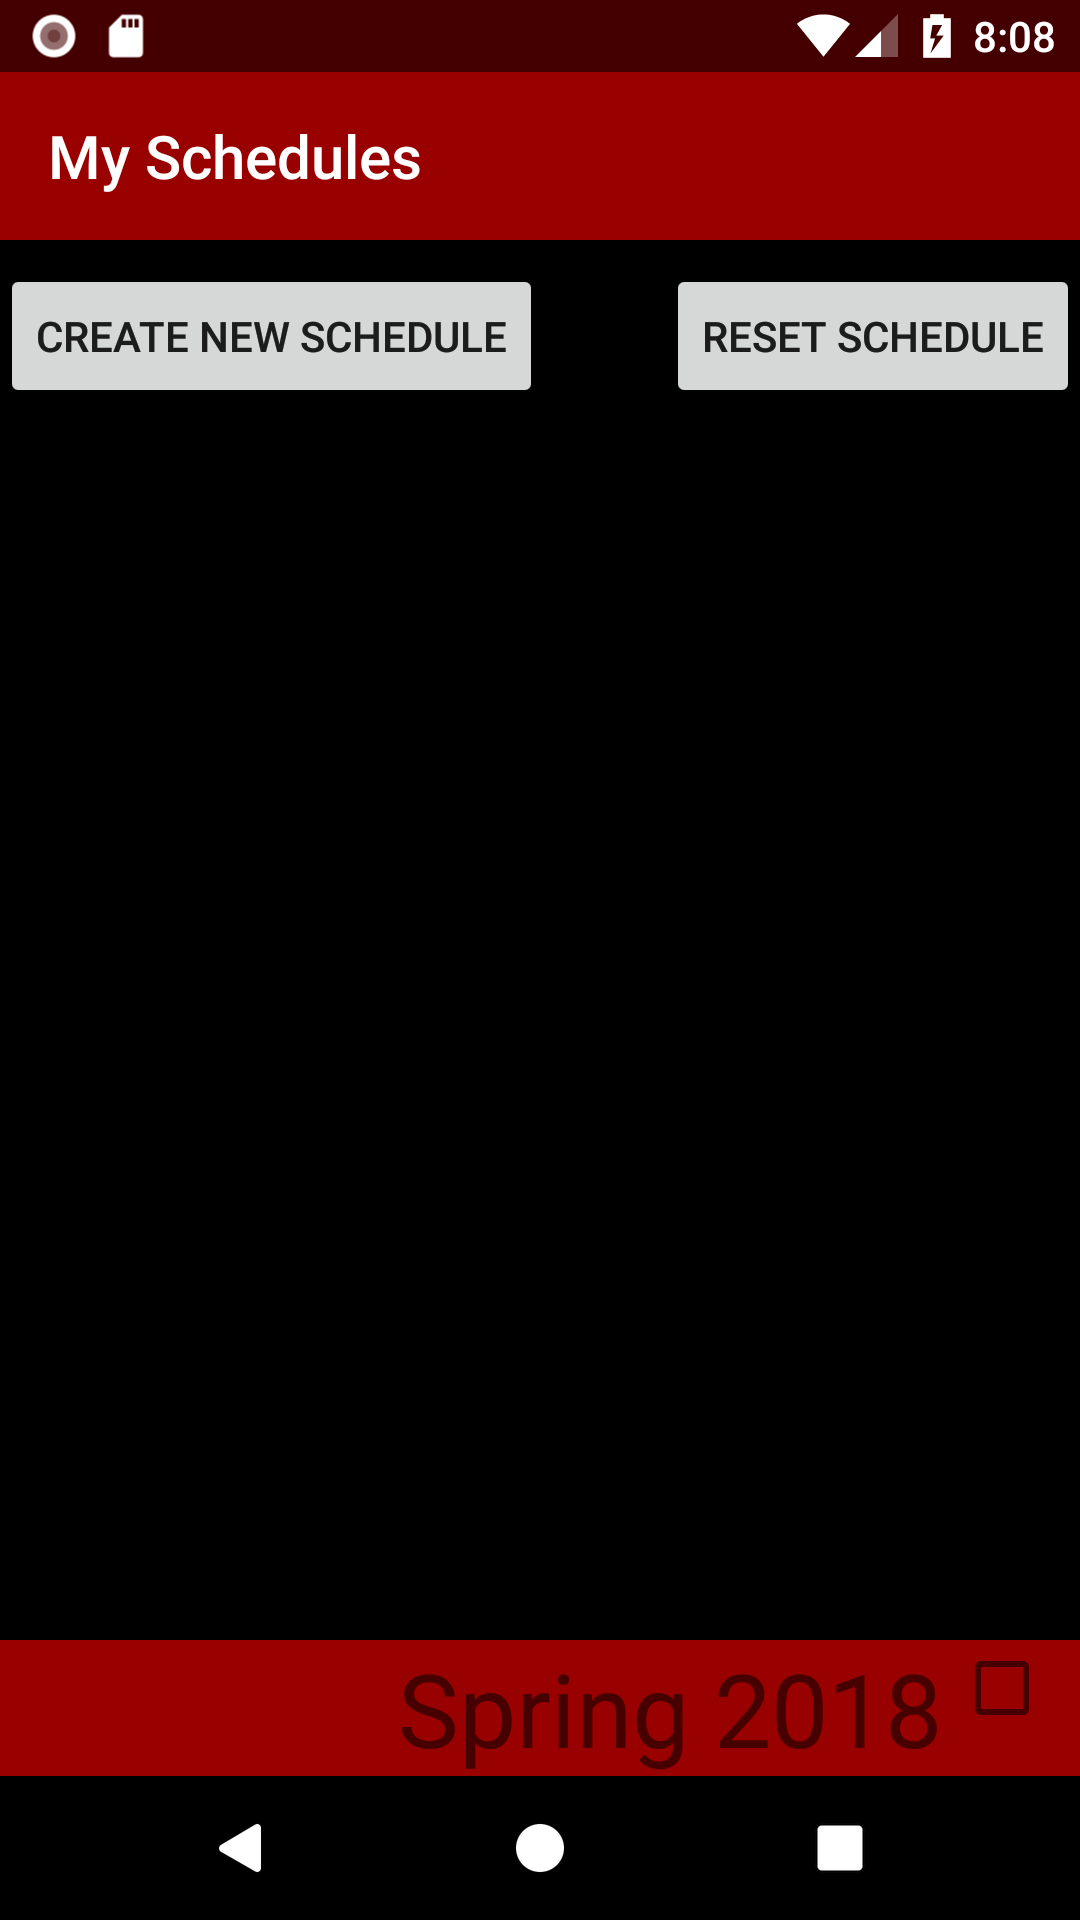 8:08
My Schedules
CREATE NEW SCHEDULE
RESET SCHEDULE
Spring 2018